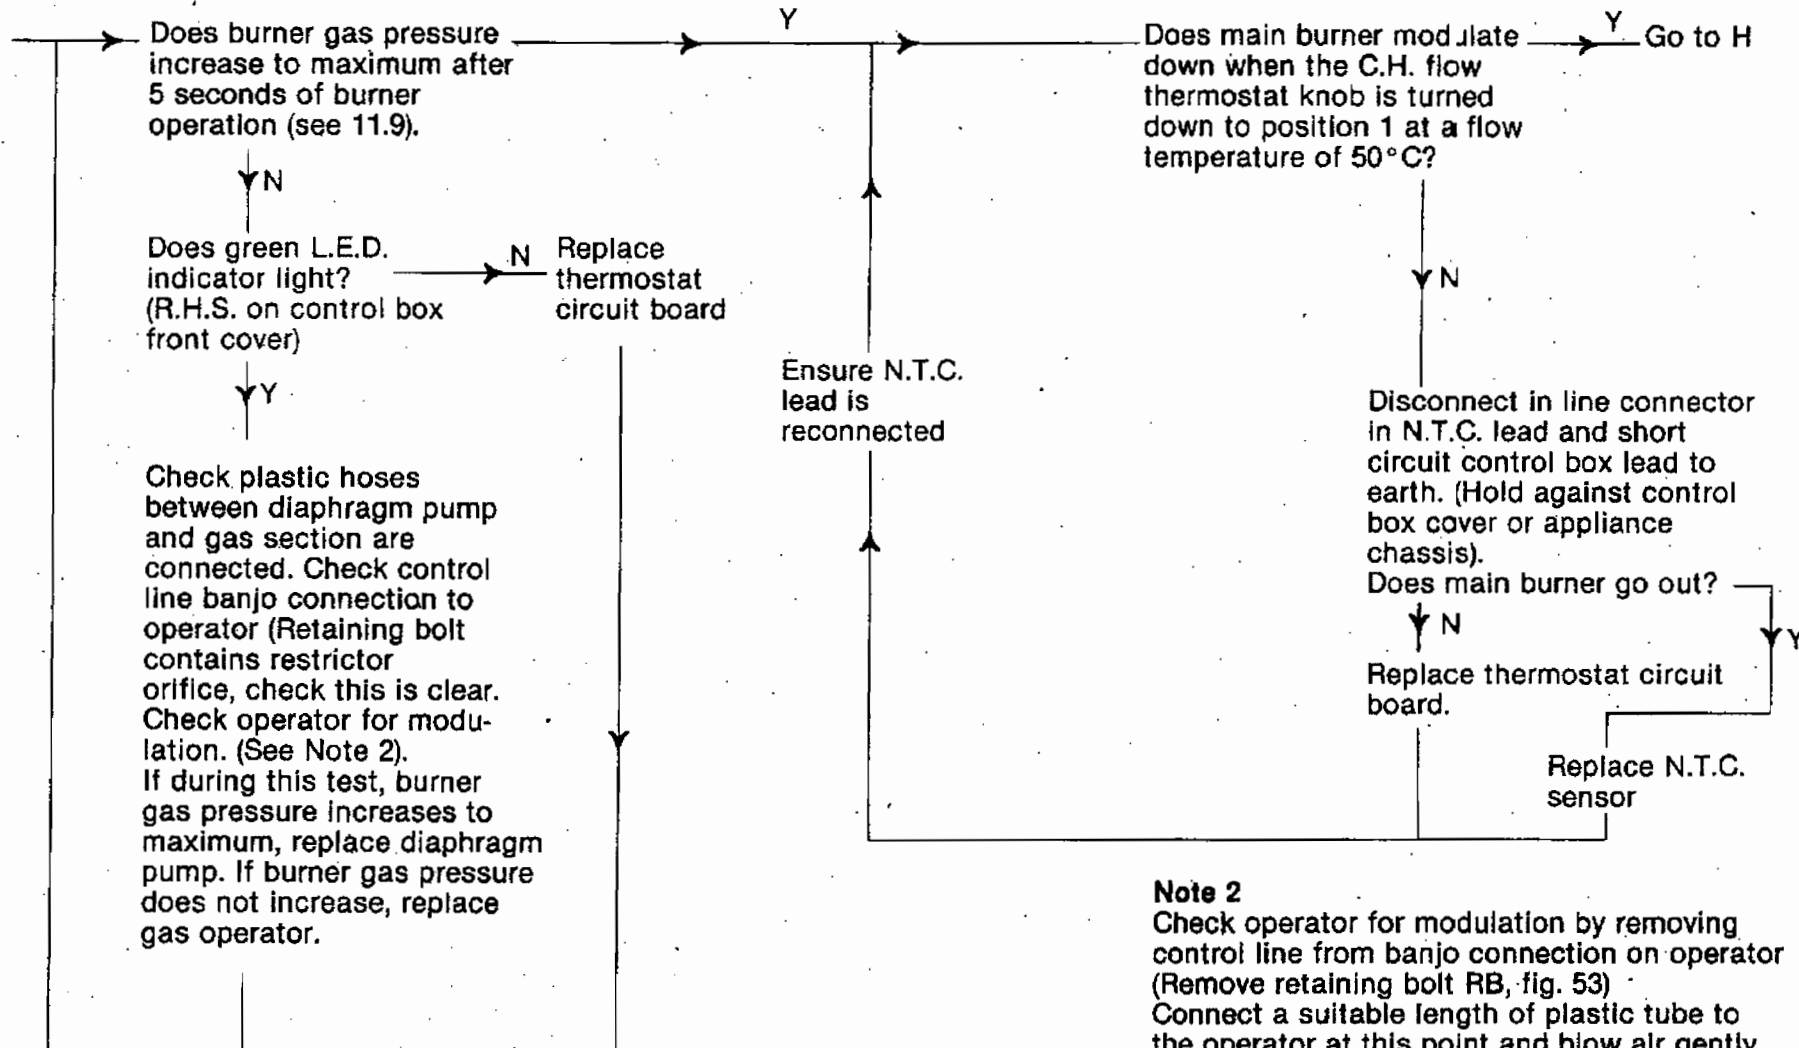 Does burner gas pressure
increase to maximum after
5 seconds of burner
operation (see 11.9).
Y
N
Does green L.E.D.
indicator light?
(R.H.S. on control box
front cover)
N
Replace
thermostat
circuit board
Y
Check plastic hoses
between diaphragm pump
and gas section are
connected. Check control
line banjo connection to
operator (Retaining bolt
contains restrictor
orifice, check this is clear.
Check operator for modu-
lation. (See Note 2).
If during this test, burner
gas pressure increases to
maximum, replace diaphragm
pump. If burner gas pressure
does not increase, replace
gas operator.
Ensure N.T.C.
lead is
reconnected
Does main burner modulate
down when the C.H. flow
thermostat knob is turned
down to position 1 at a flow
temperature of 50°C?
Y
Go to H
N
Disconnect in line connector
in N.T.C. lead and short
circuit control box lead to
earth. (Hold against control
box cover or appliance
chassis).
Does main burner go out?
N
Y
Replace thermostat circuit
board.
Replace N.T.C.
sensor
Note 2
Check operator for modulation by removing
control line from banjo connection on operator
(Remove retaining bolt RB, fig. 53)
Connect a suitable length of plastic tube to
the operator at this point and blow air gently